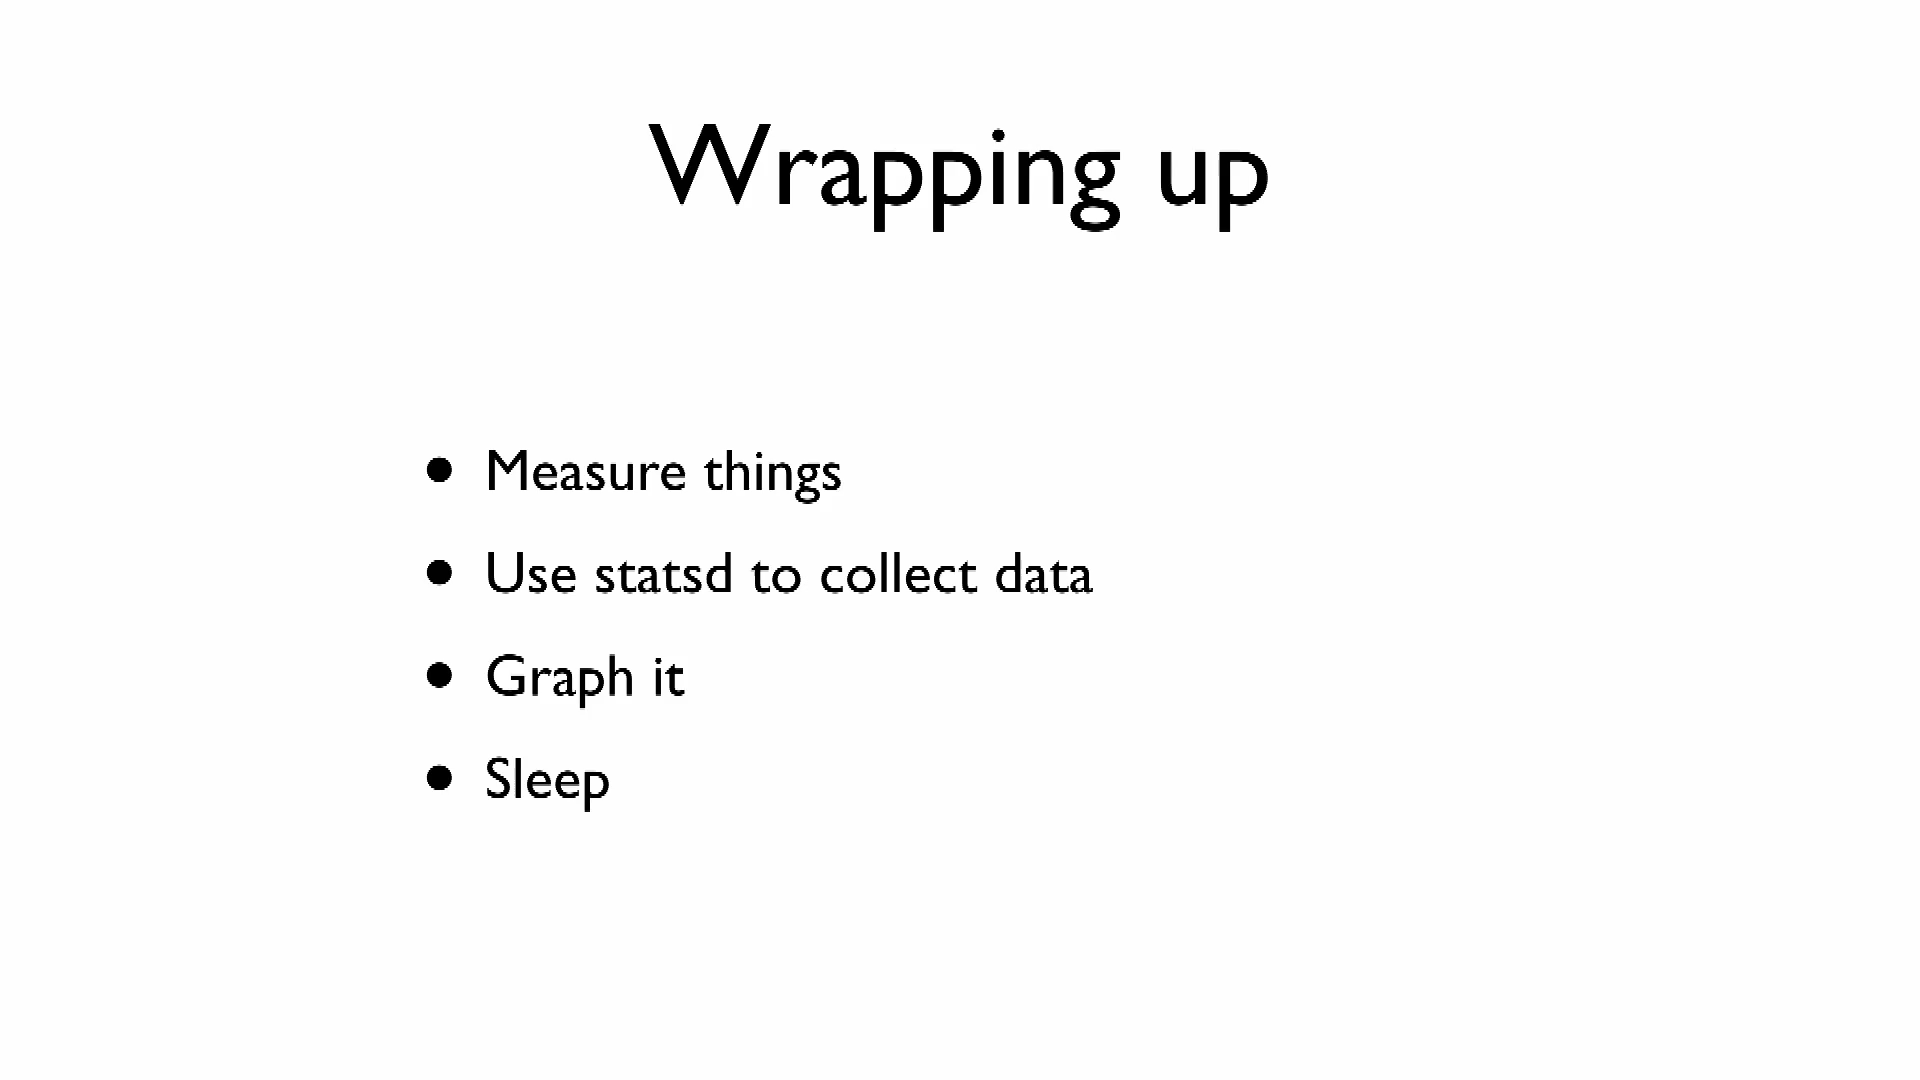 Wrapping up
• Measure things
• Use statsd to collect data
• Graph it
• Sleep